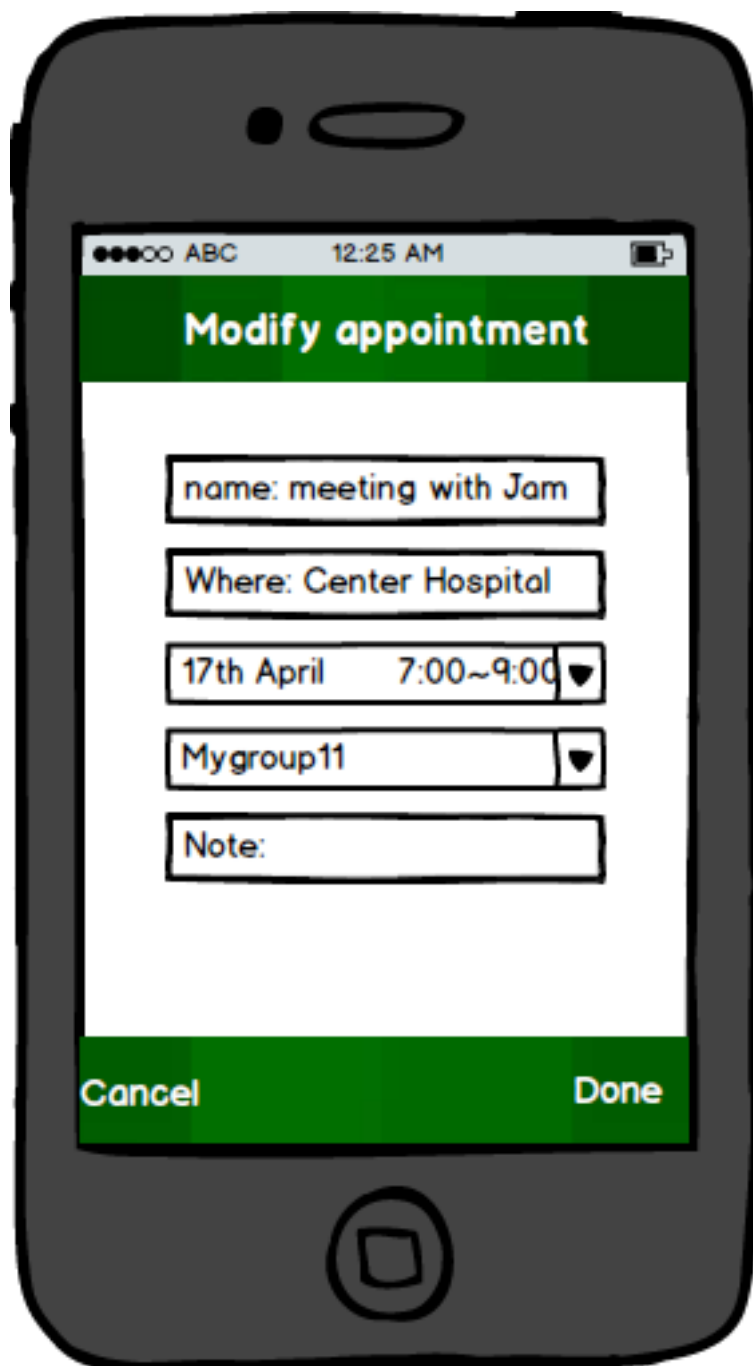 ABC 12:25 AM
Modify appointment
name: meeting with Jam
Where: Center Hospital
17th April 7:00~9:00
Mygroup11
Note:
Cancel Done